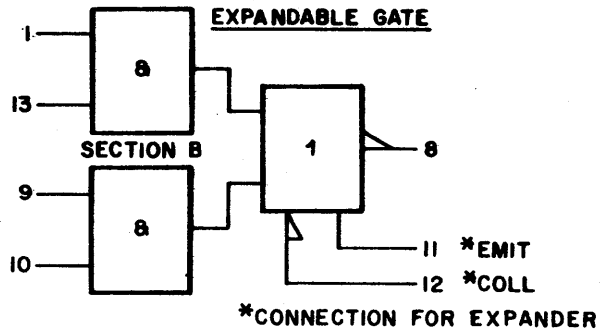 EXPANDABLE GATE
1
&
13
SECTION B
1
8
9
&
10
11 *EMIT
12 *COLL
*CONNECTION FOR EXPANDER